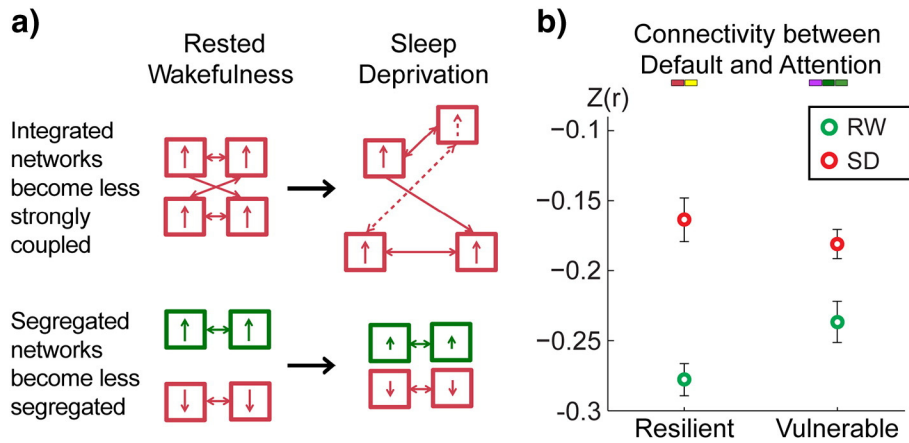 a)
Rested
Wakefulness
Sleep
Deprivation
Integrated
networks
become less
strongly
coupled
Segregated
networks
become less
segregated
b)
Connectivity between
Default and Attention
Z(r)
RW
SD
−0.1
−0.15
−0.2
−0.25
−0.3
Resilient
Vulnerable